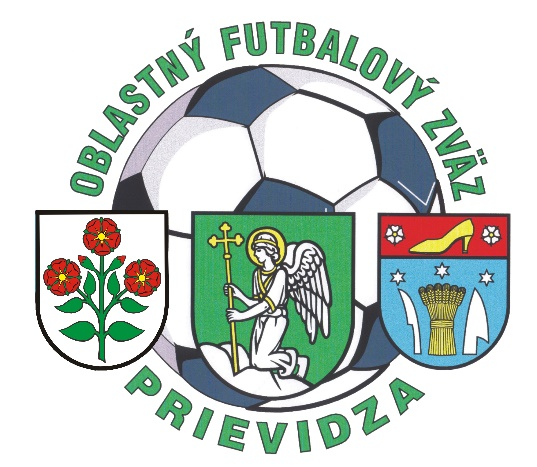 OBLASTNÝ FUTBALOVÝ ZVÄZ
PRIEVIDZA